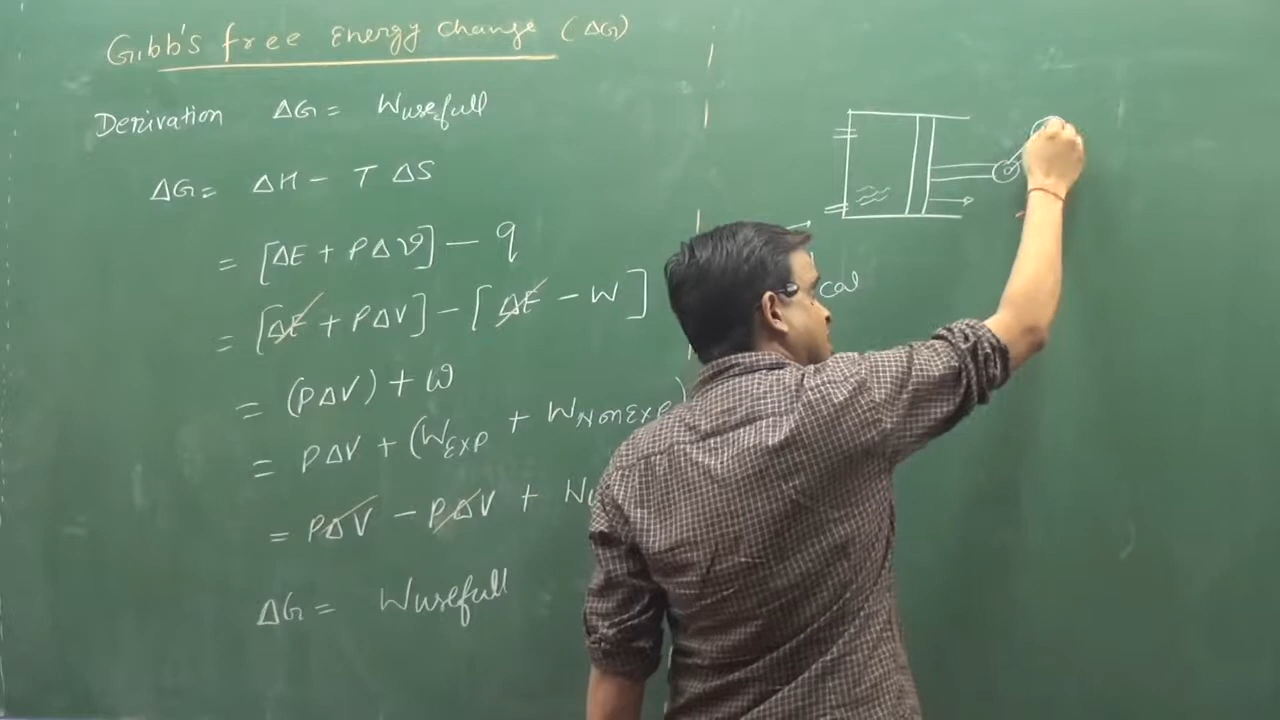 Gibb's free Energy Change (ΔG)
Derivation ΔG = Wusefull
ΔG = ΔH - T ΔS
= [ΔE + PΔV] - q
= [ΔE + PΔV] - [ΔE - W]
= (PΔV) + W
= PΔV + (WExp + WNonExp)
= PΔV - PΔV +
ΔG = Wusefull
cal